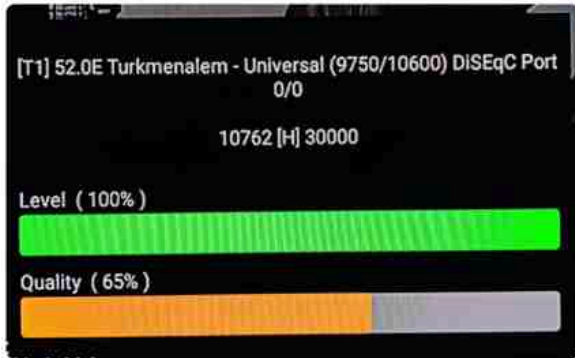 [T1] 52.0E Turkmenalem - Universal (9750/10600) DiSEqC Port
0/0
10762 [H] 30000
Level ( 100% )
Quality ( 65% )